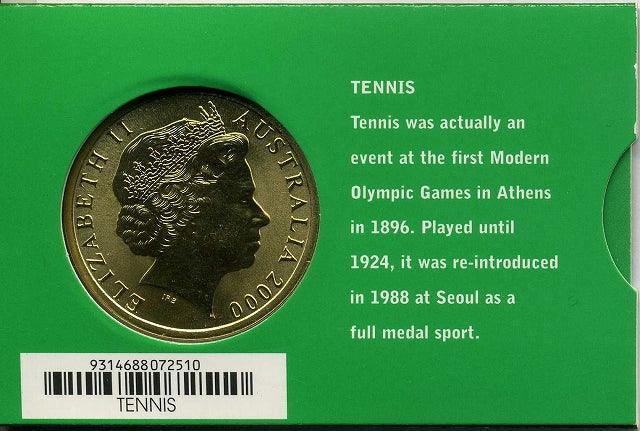 ELIZABETH II
AUSTRALIA 2000
IRB
TENNIS
Tennis was actually an
event at the first Modern
Olympic Games in Athens
in 1896. Played until
1924, it was re-introduced
in 1988 at Seoul as a
full medal sport.
9314688072510
TENNIS